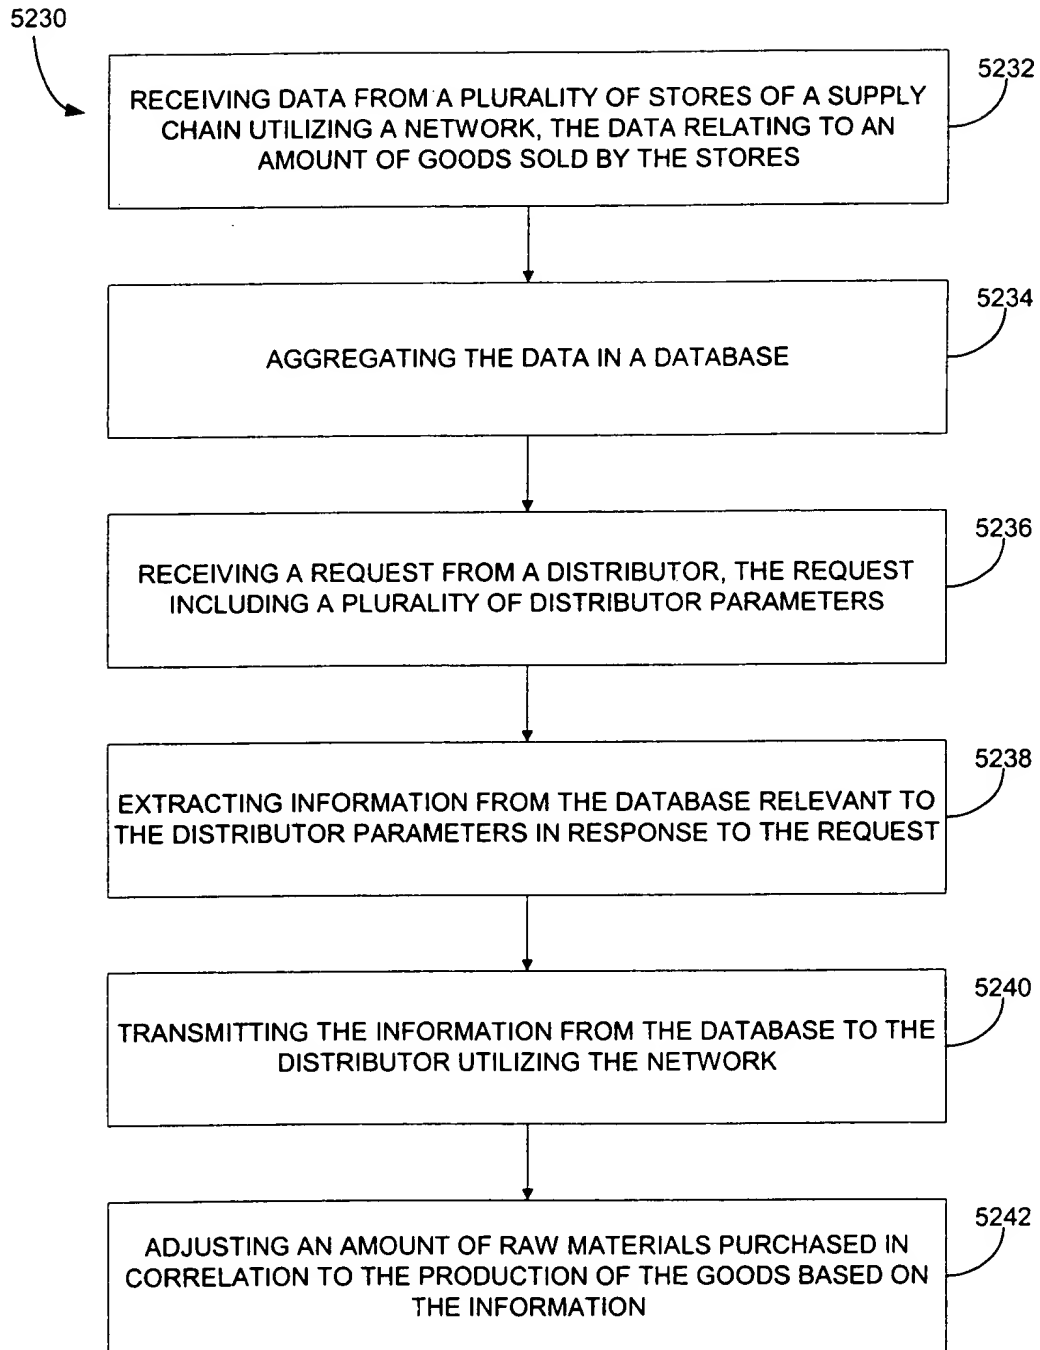 5230
5232
RECEIVING DATA FROM A PLURALITY OF STORES OF A SUPPLY
CHAIN UTILIZING A NETWORK, THE DATA RELATING TO AN
AMOUNT OF GOODS SOLD BY THE STORES
5234
AGGREGATING THE DATA IN A DATABASE
5236
RECEIVING A REQUEST FROM A DISTRIBUTOR, THE REQUEST
INCLUDING A PLURALITY OF DISTRIBUTOR PARAMETERS
5238
EXTRACTING INFORMATION FROM THE DATABASE RELEVANT TO
THE DISTRIBUTOR PARAMETERS IN RESPONSE TO THE REQUEST
5240
TRANSMITTING THE INFORMATION FROM THE DATABASE TO THE
DISTRIBUTOR UTILIZING THE NETWORK
5242
ADJUSTING AN AMOUNT OF RAW MATERIALS PURCHASED IN
CORRELATION TO THE PRODUCTION OF THE GOODS BASED ON
THE INFORMATION